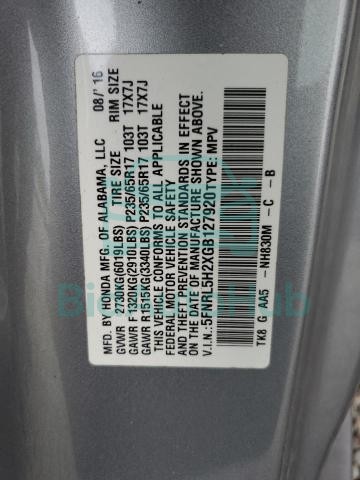 MFD. BY HONDA MFG. OF ALABAMA, LLC 08/'16
GVWR 2730KG(6019LBS) TIRE SIZE RIM SIZE
GAWR F 1320KG(2910LBS) P235/65R17 103T 17X7J
GAWR R 1515KG(3340LBS) P235/65R17 103T 17X7J
THIS VEHICLE CONFORMS TO ALL APPLICABLE
FEDERAL MOTOR VEHICLE SAFETY, BUMPER,
AND THEFT PREVENTION STANDARDS IN EFFECT
ON THE DATE OF MANUFACTURE SHOWN ABOVE.
V.I.N.:5FNRL5H2XGB127920 TYPE: MPV
TK8 G AA5 -NH830M -C -B